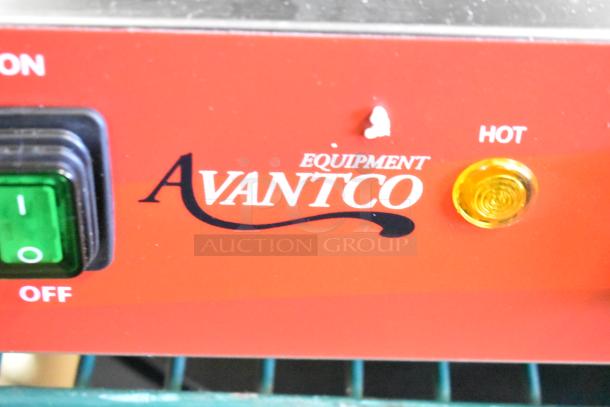 ON
HOT
EQUIPMENT
AVANTCO
AUCTION GROUP
I
O
OFF